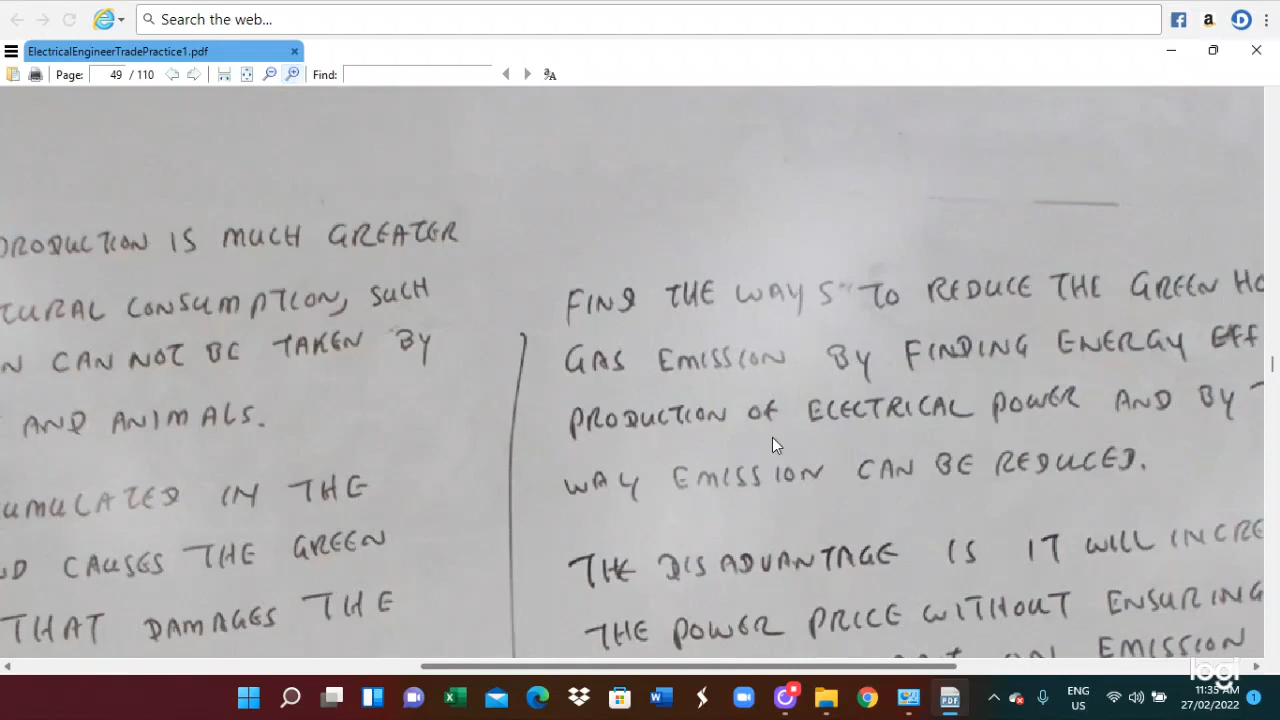 Search the web...
ElectricalEngineerTradePractice1.pdf
Page: 49 / 110 Find:
PRODUCTION IS MUCH GREATER
TURAL CONSUMPTION, SUCH
N CAN NOT BE TAKEN BY
AND ANIMALS.
UMULATED IN THE
CAUSES THE GREEN
THAT DAMAGES THE
FIND THE WAYS TO REDUCE THE GREEN HO
GAS EMISSION BY FINDING ENERGY EFF
PRODUCTION OF ELECTRICAL POWER AND BY
WAY EMISSION CAN BE REDUCED.
THE DISADVANTAGE IS IT WILL INCRE
THE POWER PRICE WITHOUT ENSURING
EMISSION
logi
ENG
US
11:35 AM
27/02/2022